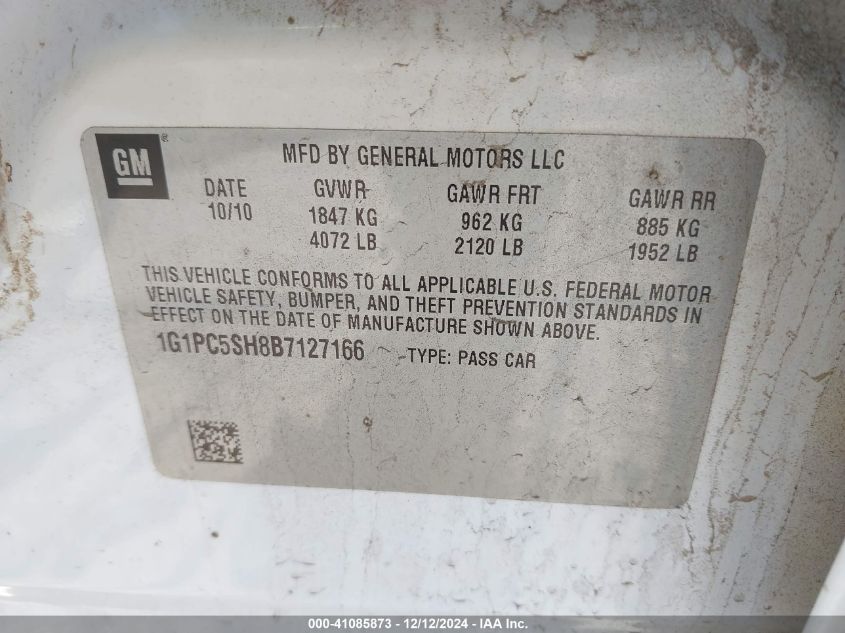 GM ®
MFD BY GENERAL MOTORS LLC
DATE GVWR GAWR FRT GAWR RR
10/10 1847 KG 962 KG 885 KG
4072 LB 2120 LB 1952 LB
THIS VEHICLE CONFORMS TO ALL APPLICABLE U.S. FEDERAL MOTOR
VEHICLE SAFETY, BUMPER, AND THEFT PREVENTION STANDARDS IN
EFFECT ON THE DATE OF MANUFACTURE SHOWN ABOVE.
1G1PC5SH8B7127166 TYPE: PASS CAR
000-41085873 - 12/12/2024 - IAA Inc.